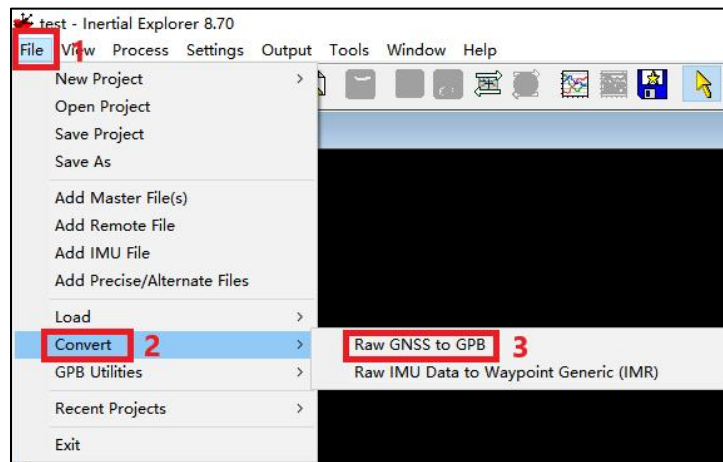 test - Inertial Explorer 8.70
File View Process Settings Output Tools Window Help
1
New Project
Open Project
Save Project
Save As
Add Master File(s)
Add Remote File
Add IMU File
Add Precise/Alternate Files
Load
Convert 2 Raw GNSS to GPB 3
GPB Utilities Raw IMU Data to Waypoint Generic (IMR)
Recent Projects
Exit